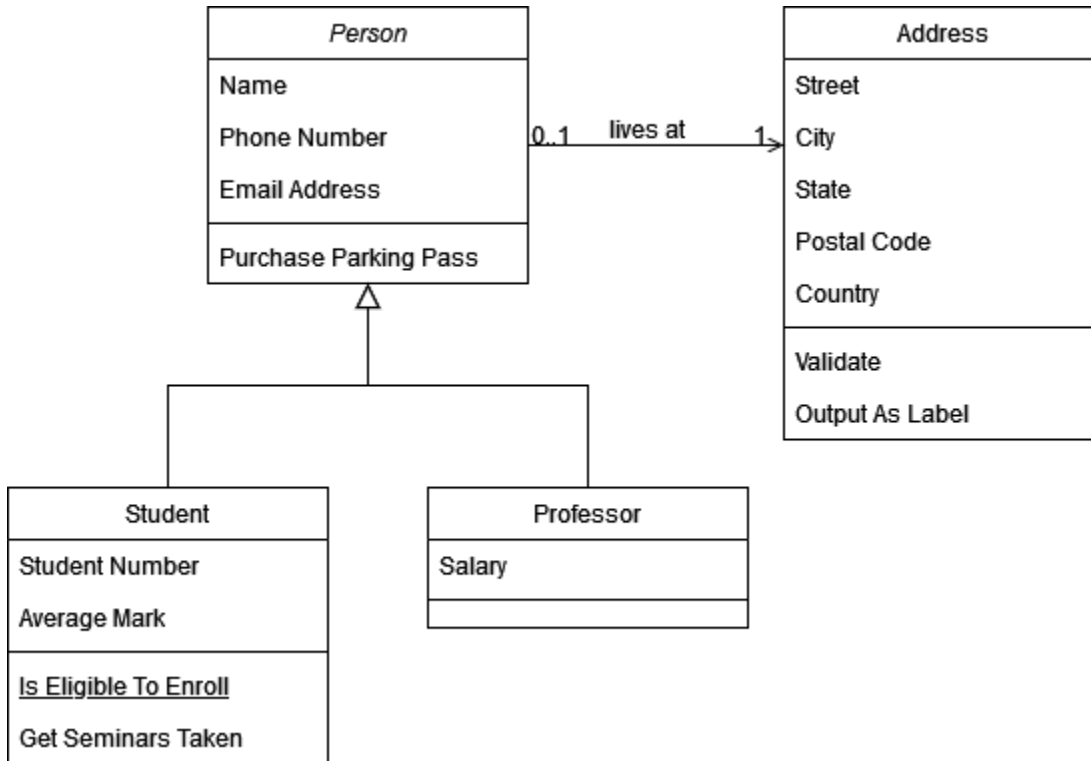 Person
Name
Phone Number
Email Address
Purchase Parking Pass
0..1 lives at 1
Address
Street
City
State
Postal Code
Country
Validate
Output As Label
Student
Student Number
Average Mark
Is Eligible To Enroll
Get Seminars Taken
Professor
Salary